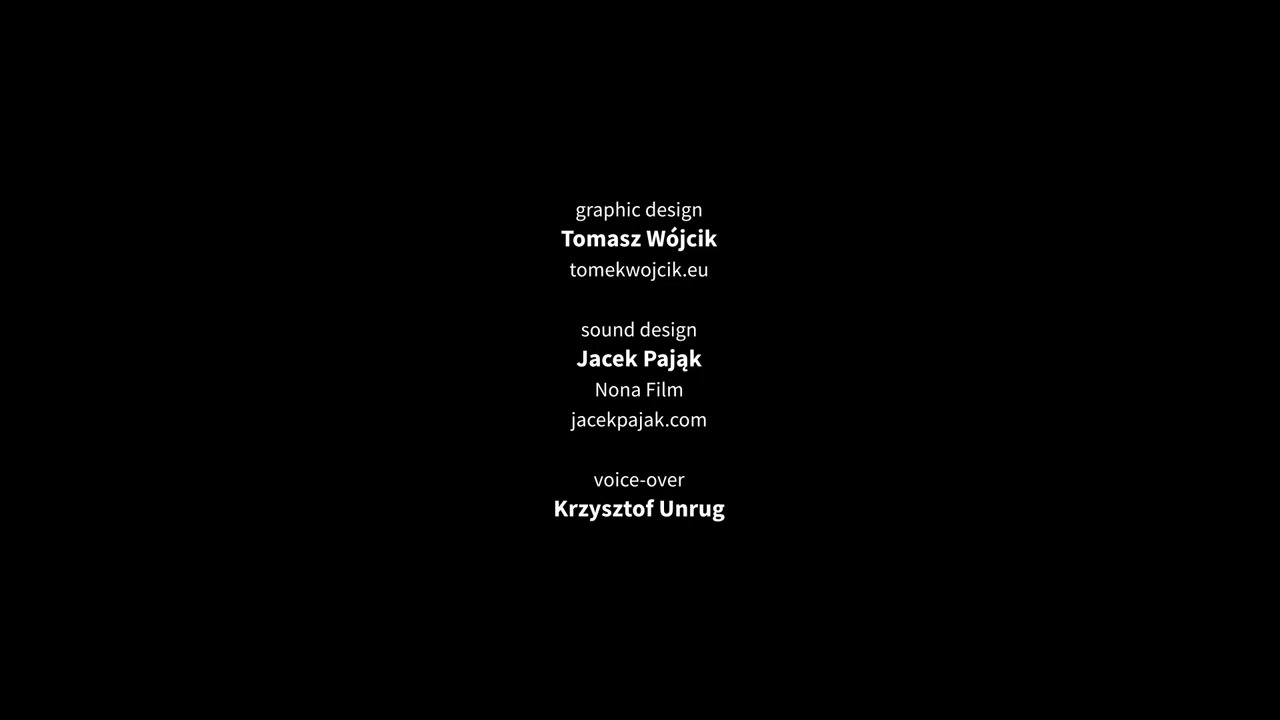 graphic design
Tomasz Wójcik
tomekwojcik.eu
sound design
Jacek Pająk
Nona Film
jacekpajak.com
voice-over
Krzysztof Unrug